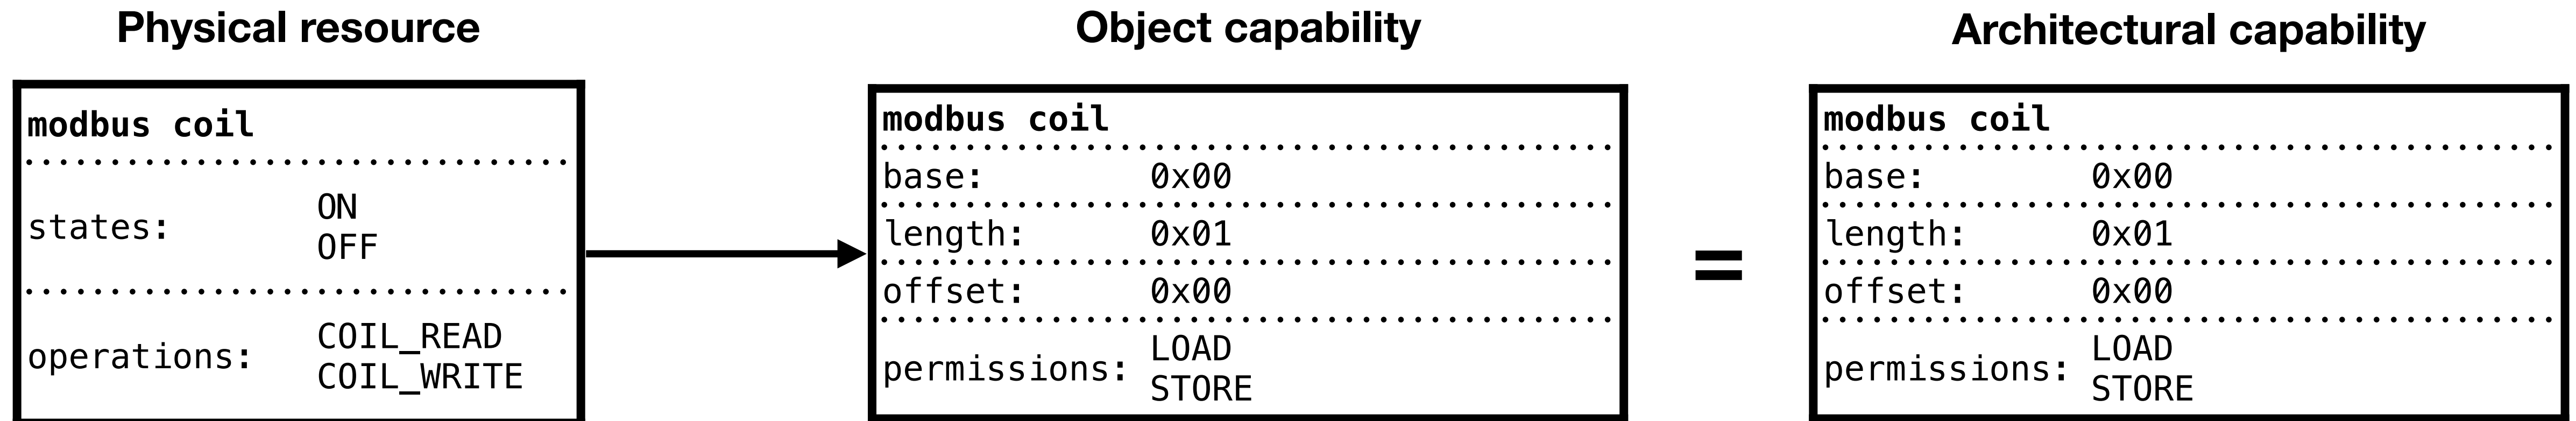 Physical resource
modbus coil
states:
ON
OFF
operations:
COIL_READ
COIL_WRITE
Object capability
modbus coil
base: 0x00
length: 0x01
offset: 0x00
permissions:
LOAD
STORE
=
Architectural capability
modbus coil
base: 0x00
length: 0x01
offset: 0x00
permissions:
LOAD
STORE